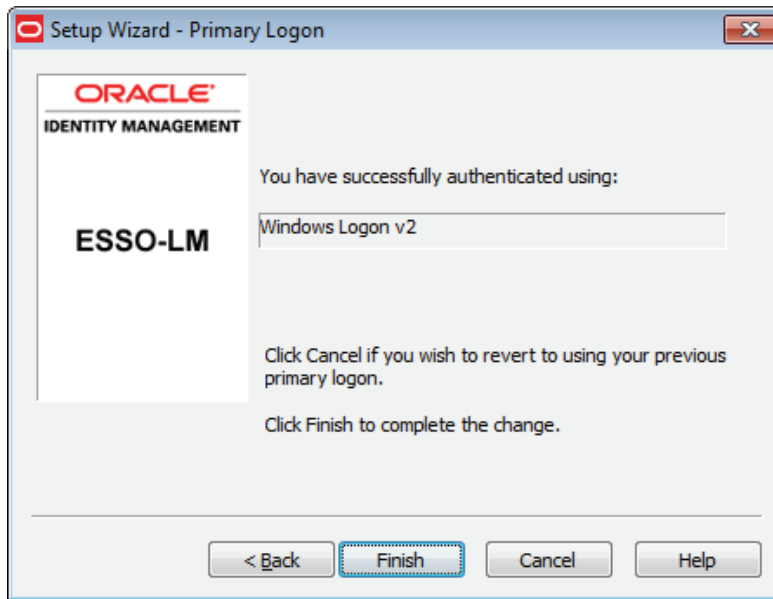 Setup Wizard - Primary Logon
ORACLE'
IDENTITY MANAGEMENT
ESSO-LM
You have successfully authenticated using:
Windows Logon v2
Click Cancel if you wish to revert to using your previous
primary logon.
Click Finish to complete the change.
< Back
Finish
Cancel
Help